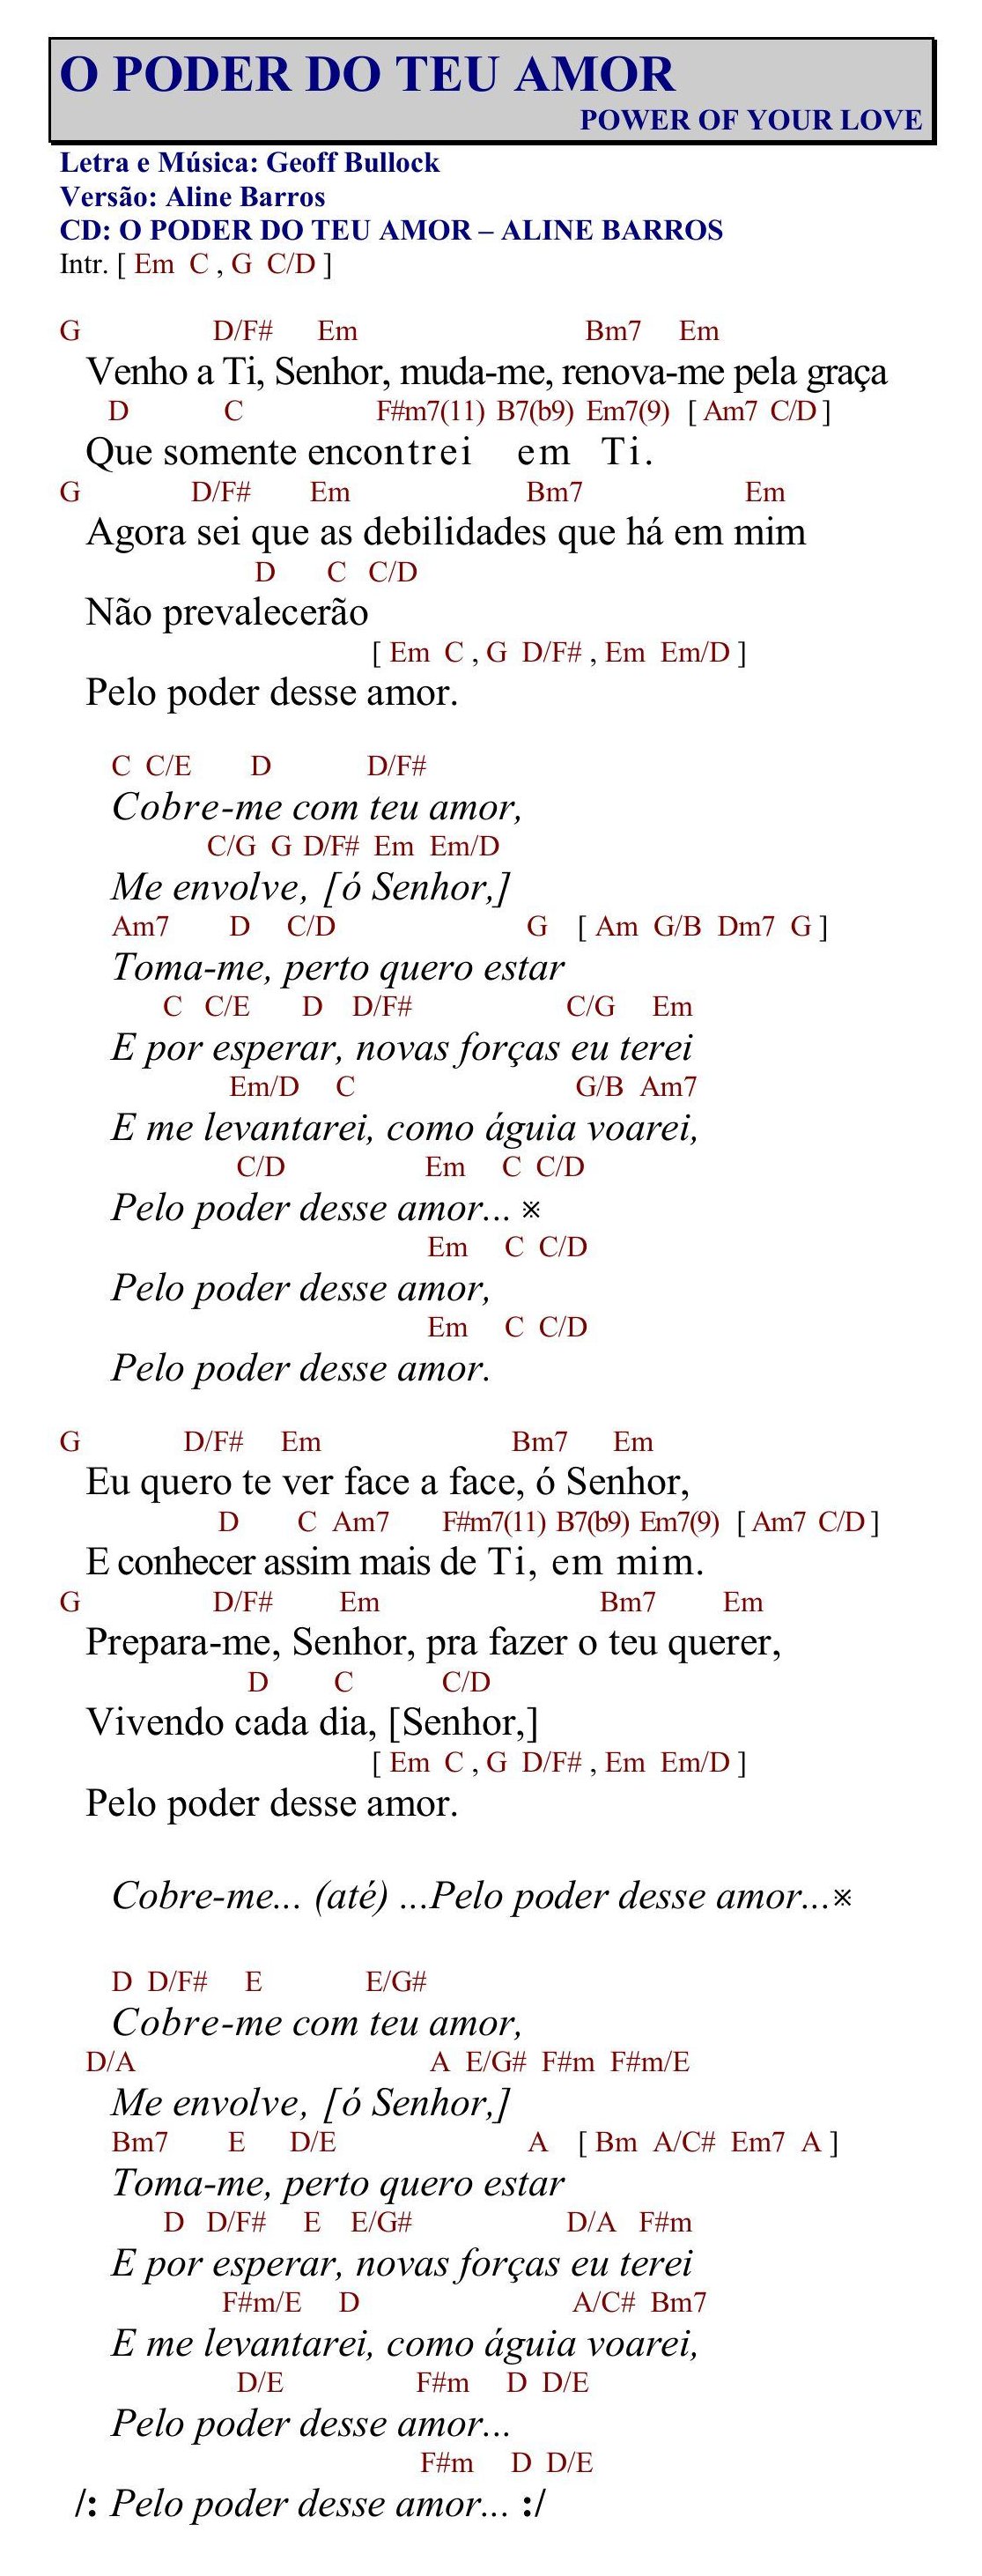 O PODER DO TEU AMOR
POWER OF YOUR LOVE
Letra e Música: Geoff Bullock
Versão: Aline Barros
CD: O PODER DO TEU AMOR – ALINE BARROS
Intr. [ Em C , G C/D ]
G D/F# Em Bm7 Em
Venho a Ti, Senhor, muda-me, renova-me pela graça
D C F#m7(11) B7(b9) Em7(9) [ Am7 C/D ]
Que somente encontrei em Ti.
G D/F# Em Bm7 Em
Agora sei que as debilidades que há em mim
D C C/D
Não prevalecerão
[ Em C , G D/F# , Em Em/D ]
Pelo poder desse amor.
C C/E D D/F#
Cobre-me com teu amor,
C/G G D/F# Em Em/D
Me envolve, [ó Senhor,]
Am7 D C/D G [ Am G/B Dm7 G ]
Toma-me, perto quero estar
C C/E D D/F# C/G Em
E por esperar, novas forças eu terei
Em/D C G/B Am7
E me levantarei, como águia voarei,
C/D Em C C/D
Pelo poder desse amor... ※
Em C C/D
Pelo poder desse amor,
Em C C/D
Pelo poder desse amor.
G D/F# Em Bm7 Em
Eu quero te ver face a face, ó Senhor,
D C Am7 F#m7(11) B7(b9) Em7(9) [ Am7 C/D ]
E conhecer assim mais de Ti, em mim.
G D/F# Em Bm7 Em
Prepara-me, Senhor, pra fazer o teu querer,
D C C/D
Vivendo cada dia, [Senhor,]
[ Em C , G D/F# , Em Em/D ]
Pelo poder desse amor.
Cobre-me... (até) ...Pelo poder desse amor...※
D D/F# E E/G#
Cobre-me com teu amor,
D/A A E/G# F#m F#m/E
Me envolve, [ó Senhor,]
Bm7 E D/E A [ Bm A/C# Em7 A ]
Toma-me, perto quero estar
D D/F# E E/G# D/A F#m
E por esperar, novas forças eu terei
F#m/E D A/C# Bm7
E me levantarei, como águia voarei,
D/E F#m D D/E
Pelo poder desse amor...
F#m D D/E
/: Pelo poder desse amor... :/